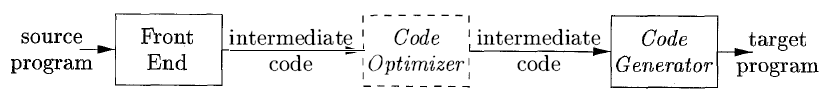 source
program
Front
End
intermediate
code
Code
Optimizer
intermediate
code
Code
Generator
target
program